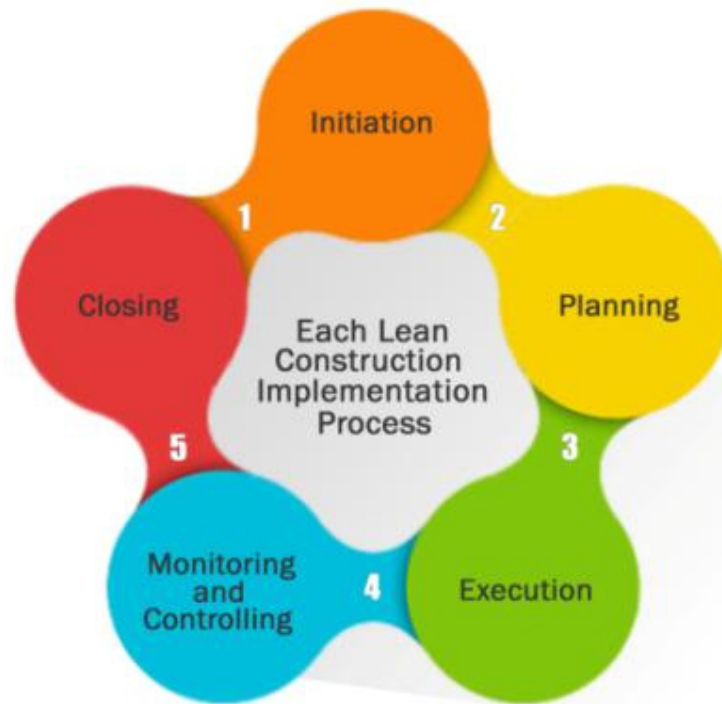 Initiation
1
2
Closing
Planning
Each Lean
Construction
Implementation
Process
5
3
Monitoring
and
Controlling
4
Execution